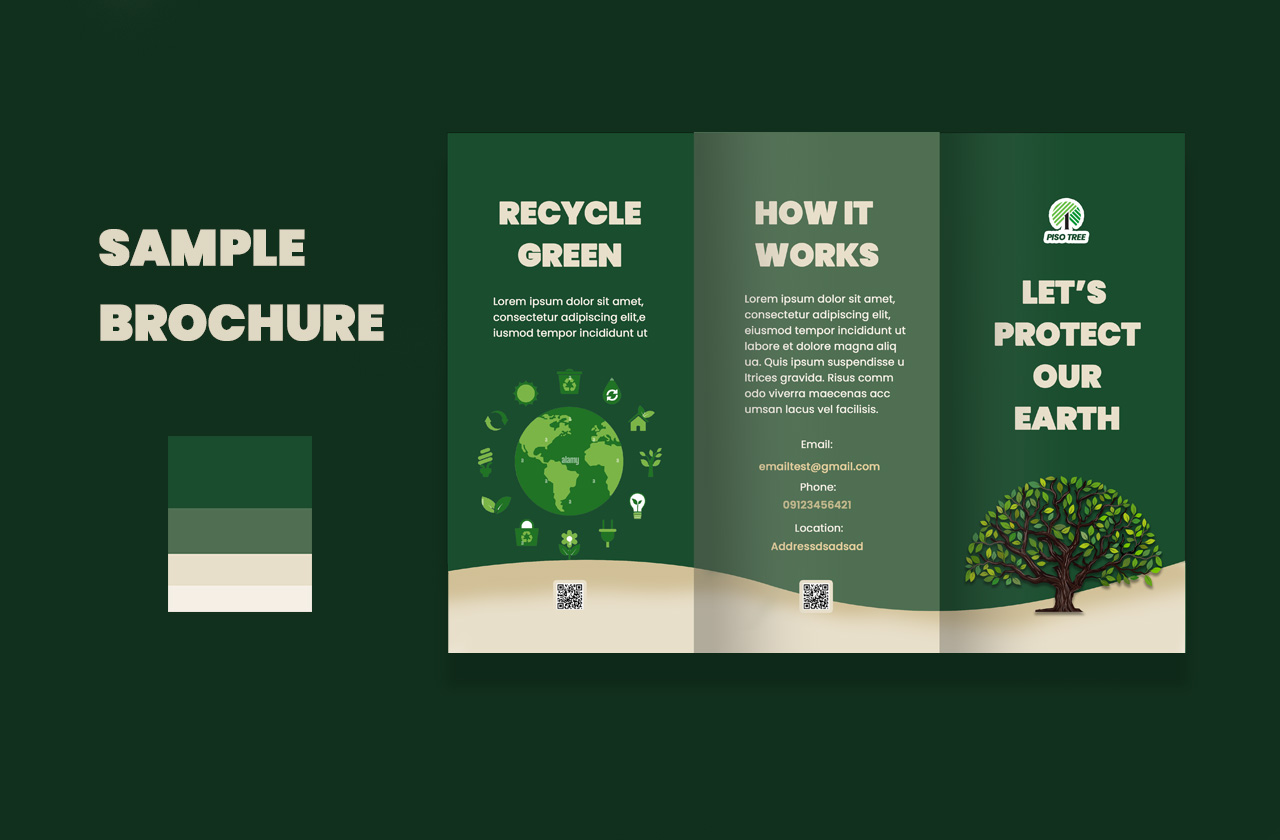 SAMPLE
BROCHURE
RECYCLE
GREEN
Lorem ipsum dolor sit amet,
consectetur adipiscing elit,e
iusmod tempor incididunt ut
alamy
HOW IT
WORKS
Lorem ipsum dolor sit amet,
consectetur adipiscing elit,
eiusmod tempor incididunt ut
labore et dolore magna aliq
ua. Quis ipsum suspendisse u
ltrices gravida. Risus comm
odo viverra maecenas acc
umsan lacus vel facilisis.
Email:
emailtest@gmail.com
Phone:
09123456421
Location:
Addressdsadsad
PISO TREE
LET’S
PROTECT
OUR
EARTH